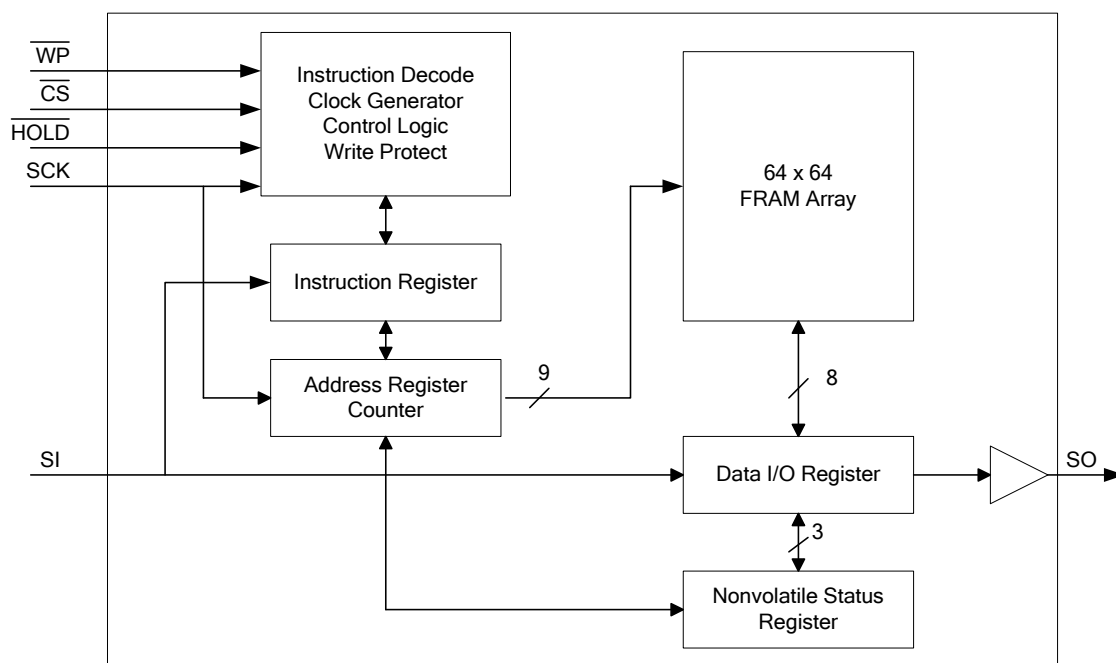 WP
CS
HOLD
SCK
Instruction Decode
Clock Generator
Control Logic
Write Protect
64 x 64
FRAM Array
Instruction Register
Address Register
Counter
9
8
SI
Data I/O Register
SO
3
Nonvolatile Status
Register